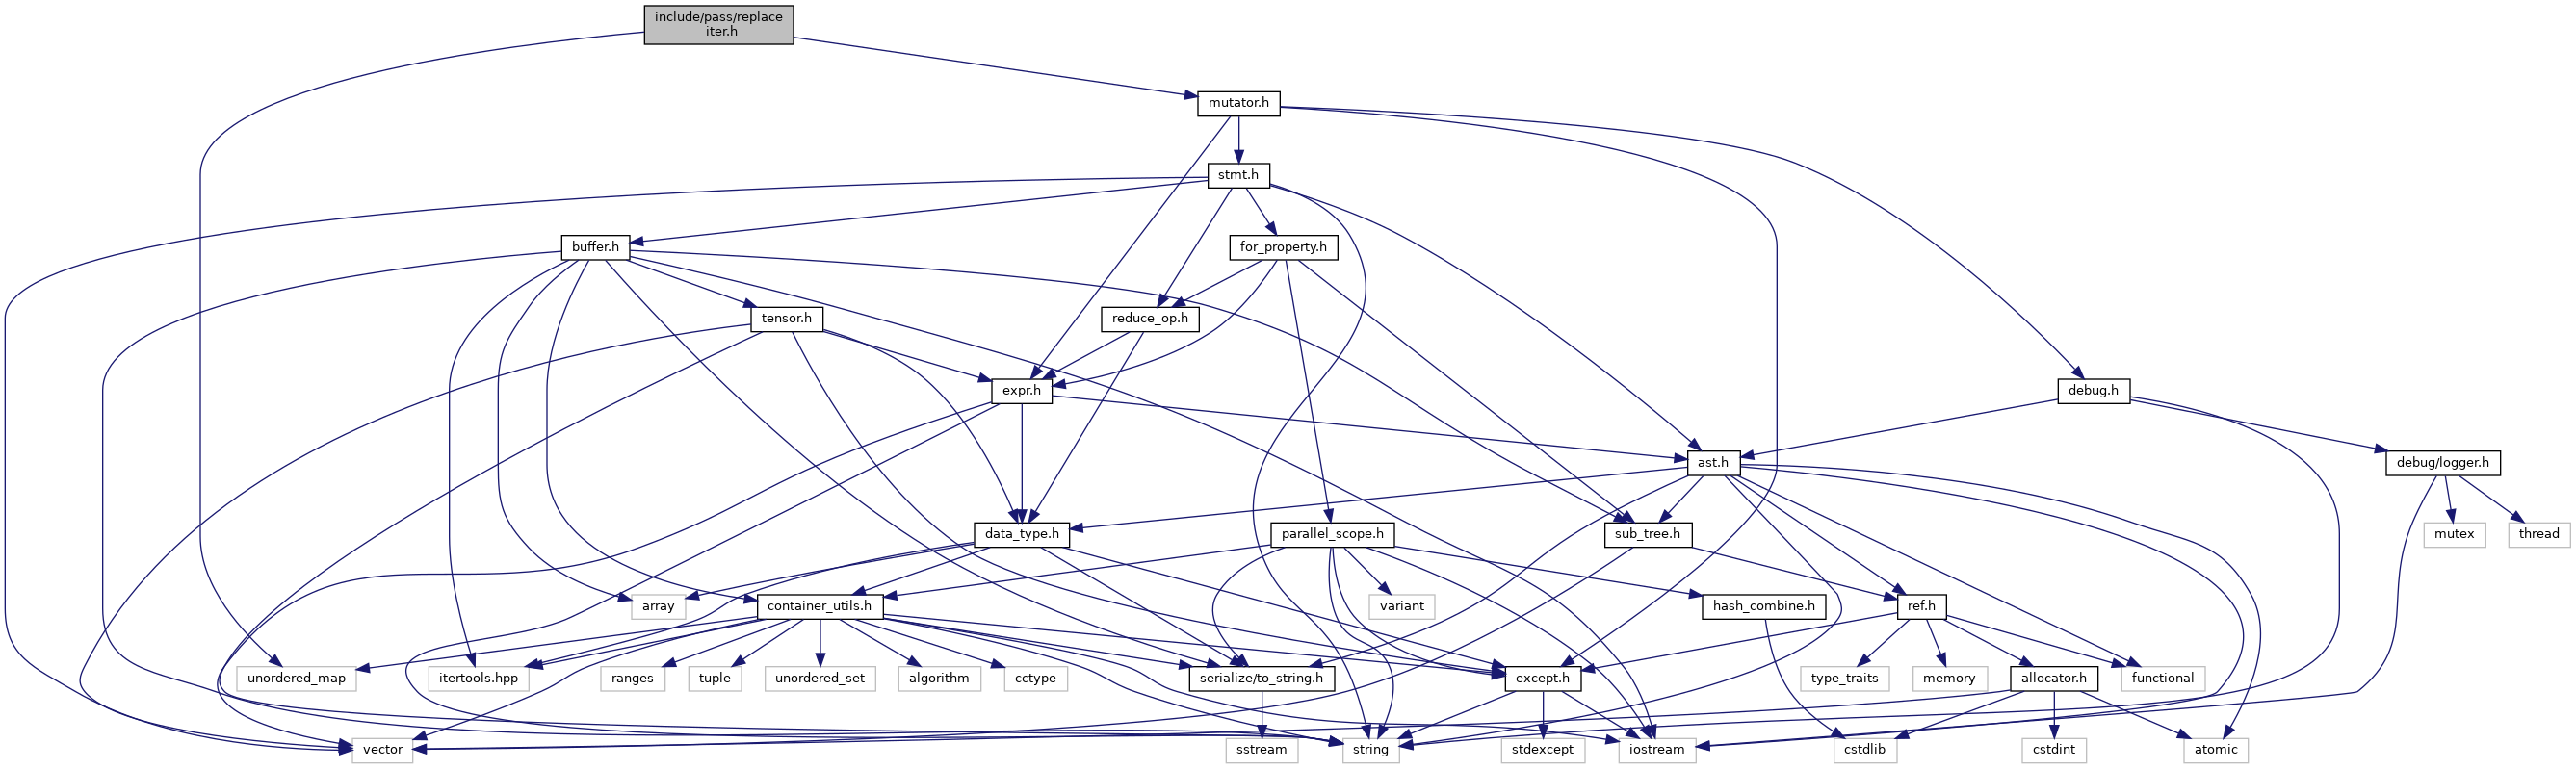 include/pass/replace
_iter.h
mutator.h
stmt.h
buffer.h
for_property.h
tensor.h
reduce_op.h
expr.h
debug.h
ast.h
debug/logger.h
data_type.h
parallel_scope.h
sub_tree.h
mutex
thread
array
container_utils.h
variant
hash_combine.h
ref.h
unordered_map
itertools.hpp
ranges
tuple
unordered_set
algorithm
cctype
serialize/to_string.h
except.h
type_traits
memory
allocator.h
functional
vector
sstream
string
stdexcept
iostream
cstdlib
cstdint
atomic